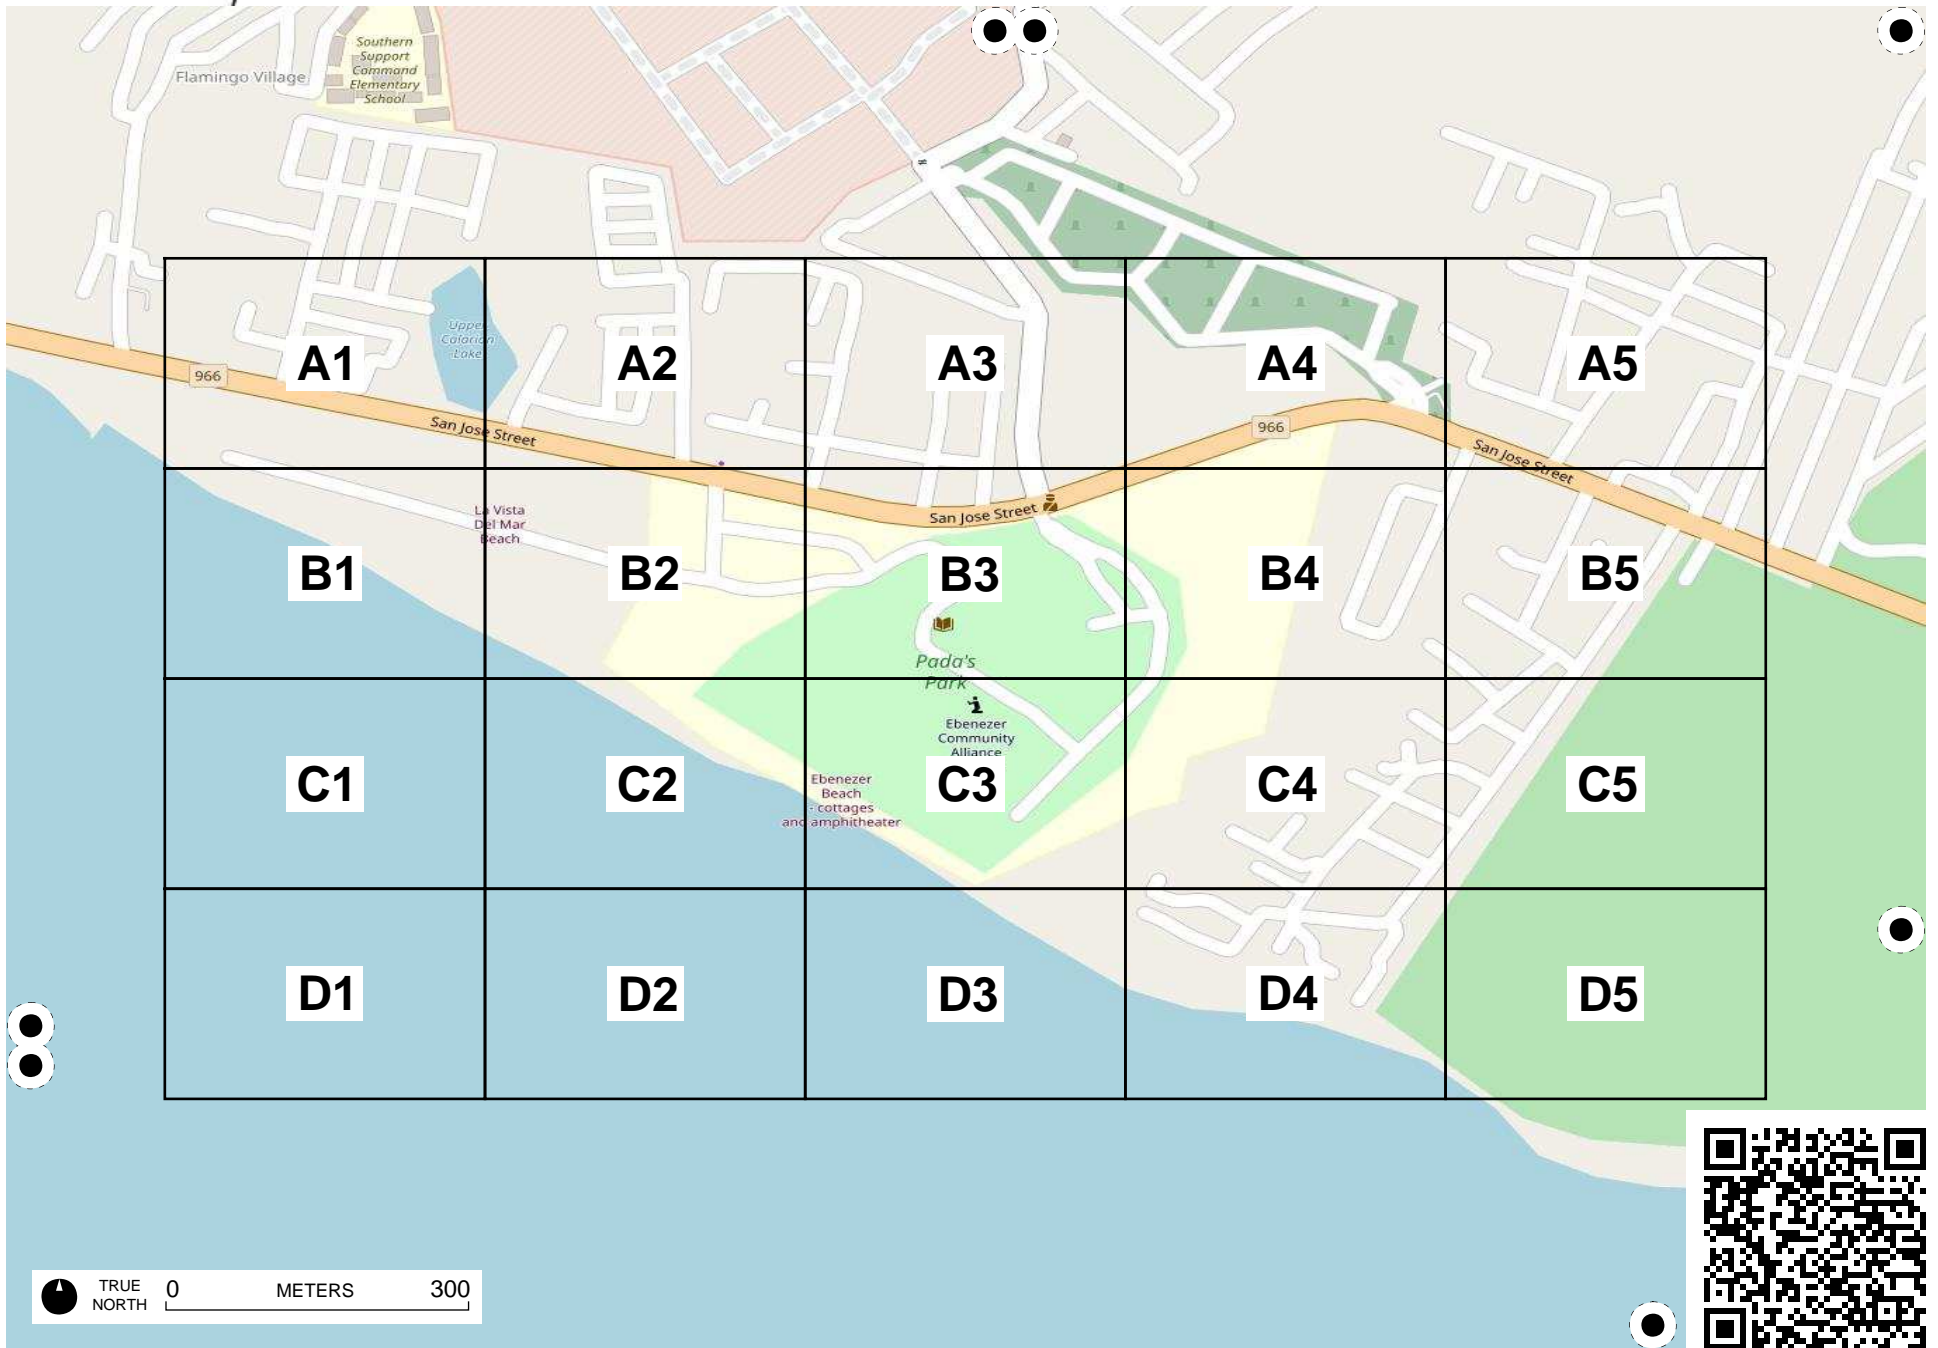 Southern
Support
Command
Elementary
School
Flamingo Village
Upper
Calarian
Lake
A1
A2
A3
A4
A5
966
966
San Jose Street
San Jose Street
San Jose Street
La Vista
Del Mar
Beach
B1
B2
B3
B4
B5
Pada's
Park
Ebenezer
Community
Alliance
Ebenezer
Beach
- cottages
and amphitheater
C1
C2
C3
C4
C5
D1
D2
D3
D4
D5
TRUE
NORTH
0 METERS 300